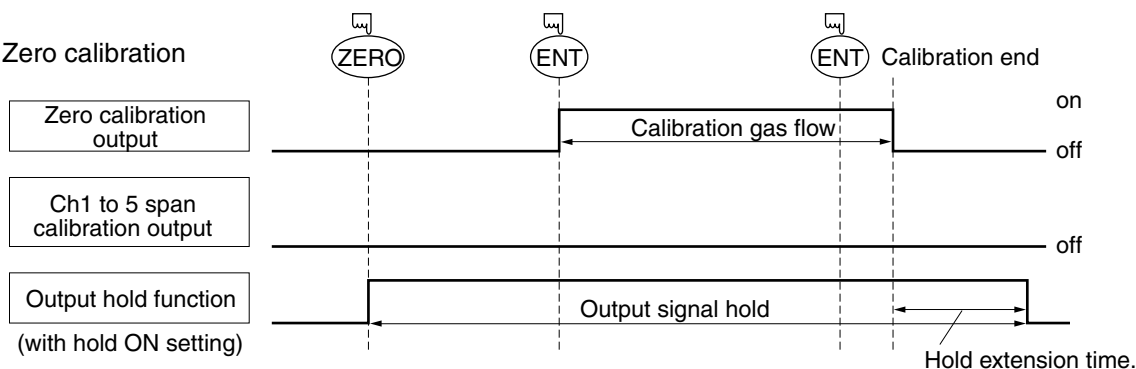 Zero calibration
ZERO
ENT
ENT
Calibration end
Zero calibration
output
Calibration gas flow
on
off
Ch1 to 5 span
calibration output
off
Output hold function
(with hold ON setting)
Output signal hold
Hold extension time.